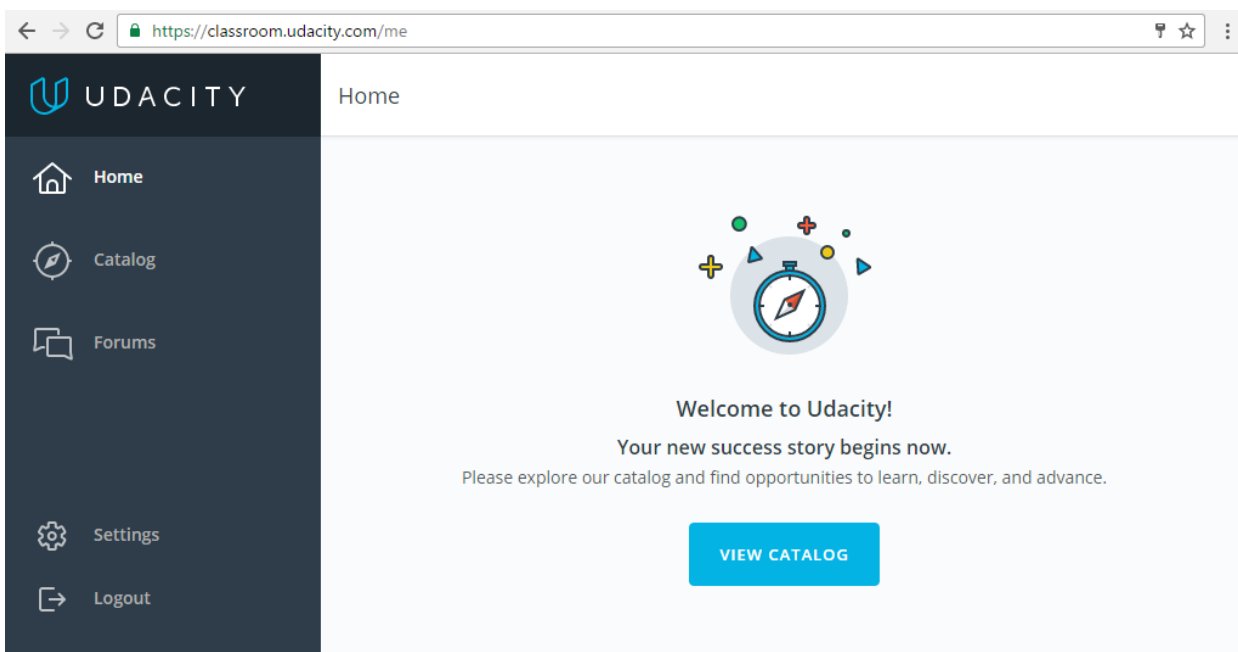 https://classroom.udacity.com/me
UDACITY
Home
Home
Catalog
Forums
Settings
Logout
Welcome to Udacity!
Your new success story begins now.
Please explore our catalog and find opportunities to learn, discover, and advance.
VIEW CATALOG